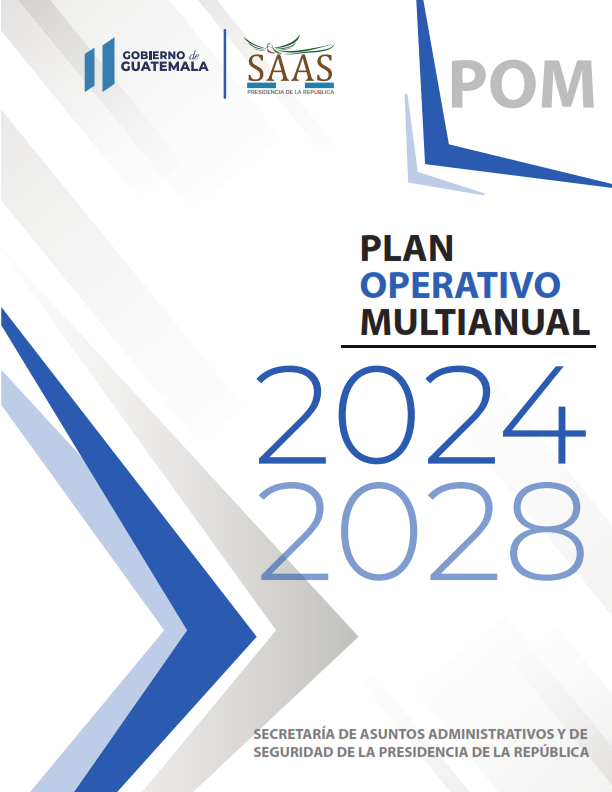 GOBIERNO de
GUATEMALA
SAAS
PRESIDENCIA DE LA REPÚBLICA
POM
PLAN
OPERATIVO
MULTIANUAL
2024
2028
SECRETARÍA DE ASUNTOS ADMINISTRATIVOS Y DE
SEGURIDAD DE LA PRESIDENCIA DE LA REPÚBLICA